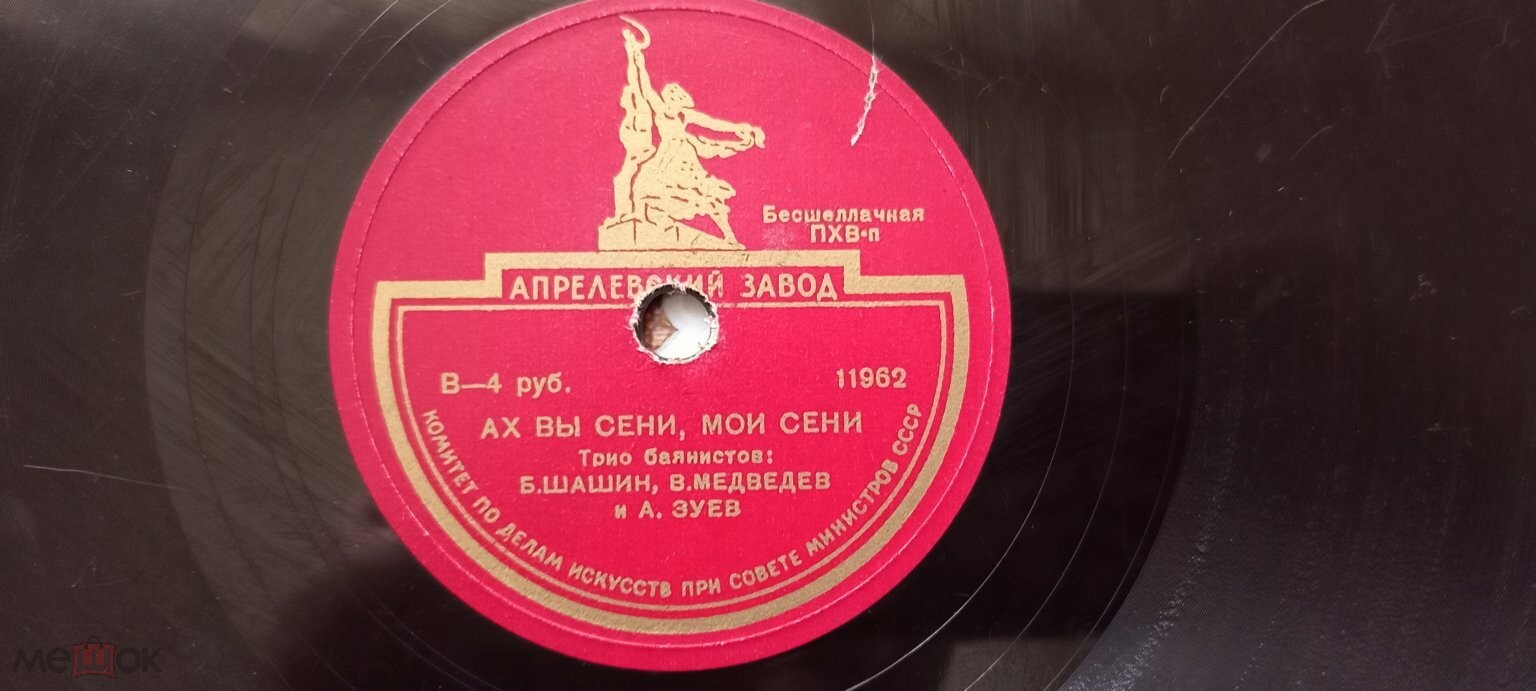 Бесшеллачная
ПХВ-п
АПРЕЛЕВСКИЙ ЗАВОД
В—4 руб.
11962
АХ ВЫ СЕНИ, МОИ СЕНИ
Трио баянистов:
Б.ШАШИН, В.МЕДВЕДЕВ
и А. ЗУЕВ
КОМИТЕТ ПО ДЕЛАМ ИСКУССТВ ПРИ СОВЕТЕ МИНИСТРОВ СССР
мешок